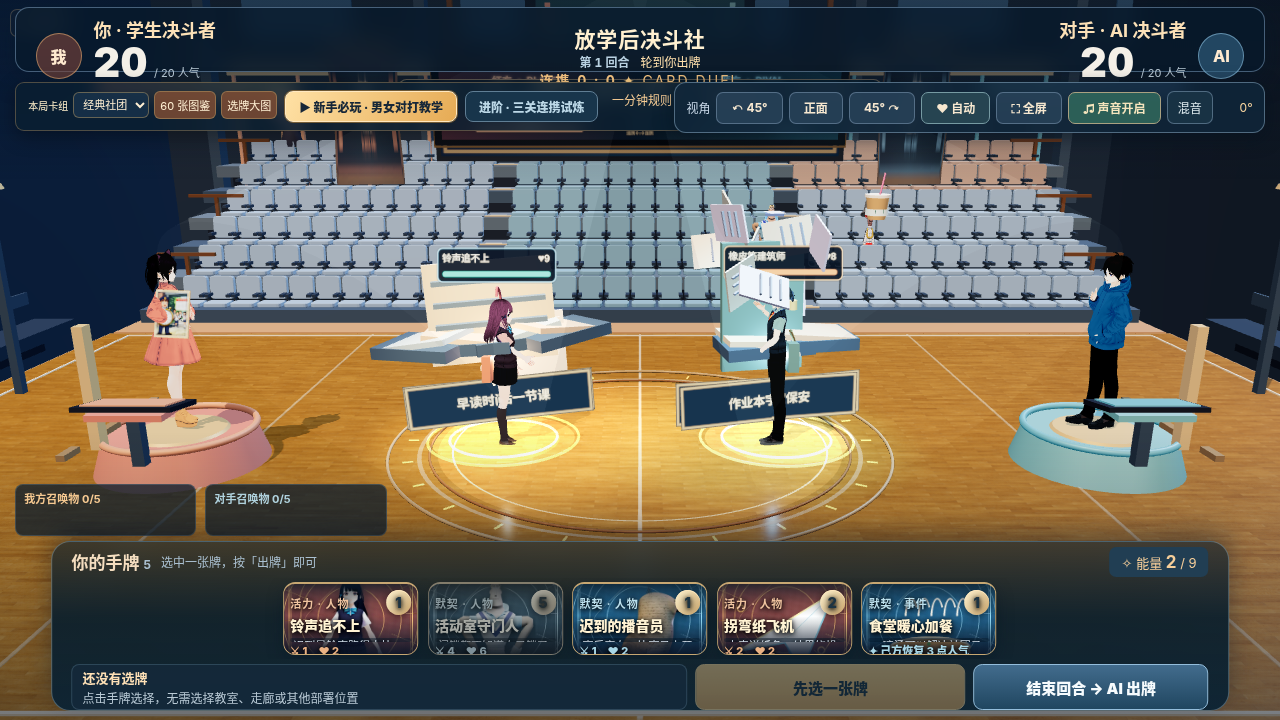 我
你 · 学生决斗者
20 / 20 人气
放学后决斗社
第 1 回合 轮到你出牌
对手 · AI 决斗者
20 / 20 人气
AI
本局卡组
经典社团
60 张图鉴
选牌大图
▶ 新手必玩 · 男女对打教学
进阶 · 三关连携试炼
一分钟规则
视角
↶ 45°
正面
45° ↷
♥ 自动
⛶ 全屏
♫ 声音开启
混音
0°
铃声追不上 ♥9
早读时
一节课
作业本
保安
我方召唤物 0/5
对手召唤物 0/5
你的手牌 5 选中一张牌，按「出牌」即可
✧ 能量 2 / 9
活力 · 人物 1
铃声追不上
⚔ 1 ♥ 2
默契 · 人物 5
活动室守门人
⚔ 4 ♥ 6
默契 · 人物 1
迟到的播音员
⚔ 1 ♥ 2
活力 · 人物 2
拐弯纸飞机
⚔ 2 ♥ 2
默契 · 事件 1
食堂暖心加餐
✦ 己方恢复 3 点人气
还没有选牌
点击手牌选择，无需选择教室、走廊或其他部署位置
先选一张牌
结束回合 → AI 出牌